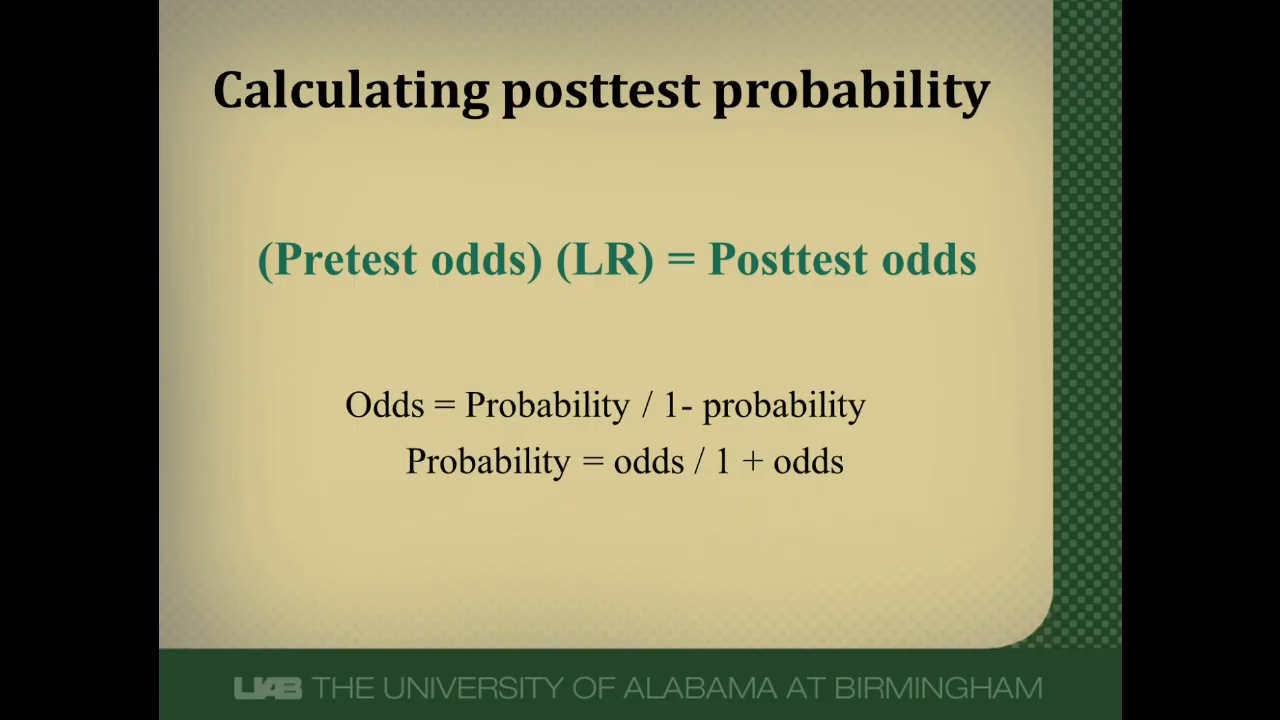 Calculating posttest probability
(Pretest odds) (LR) = Posttest odds
Odds = Probability / 1- probability
Probability = odds / 1 + odds
UAB THE UNIVERSITY OF ALABAMA AT BIRMINGHAM